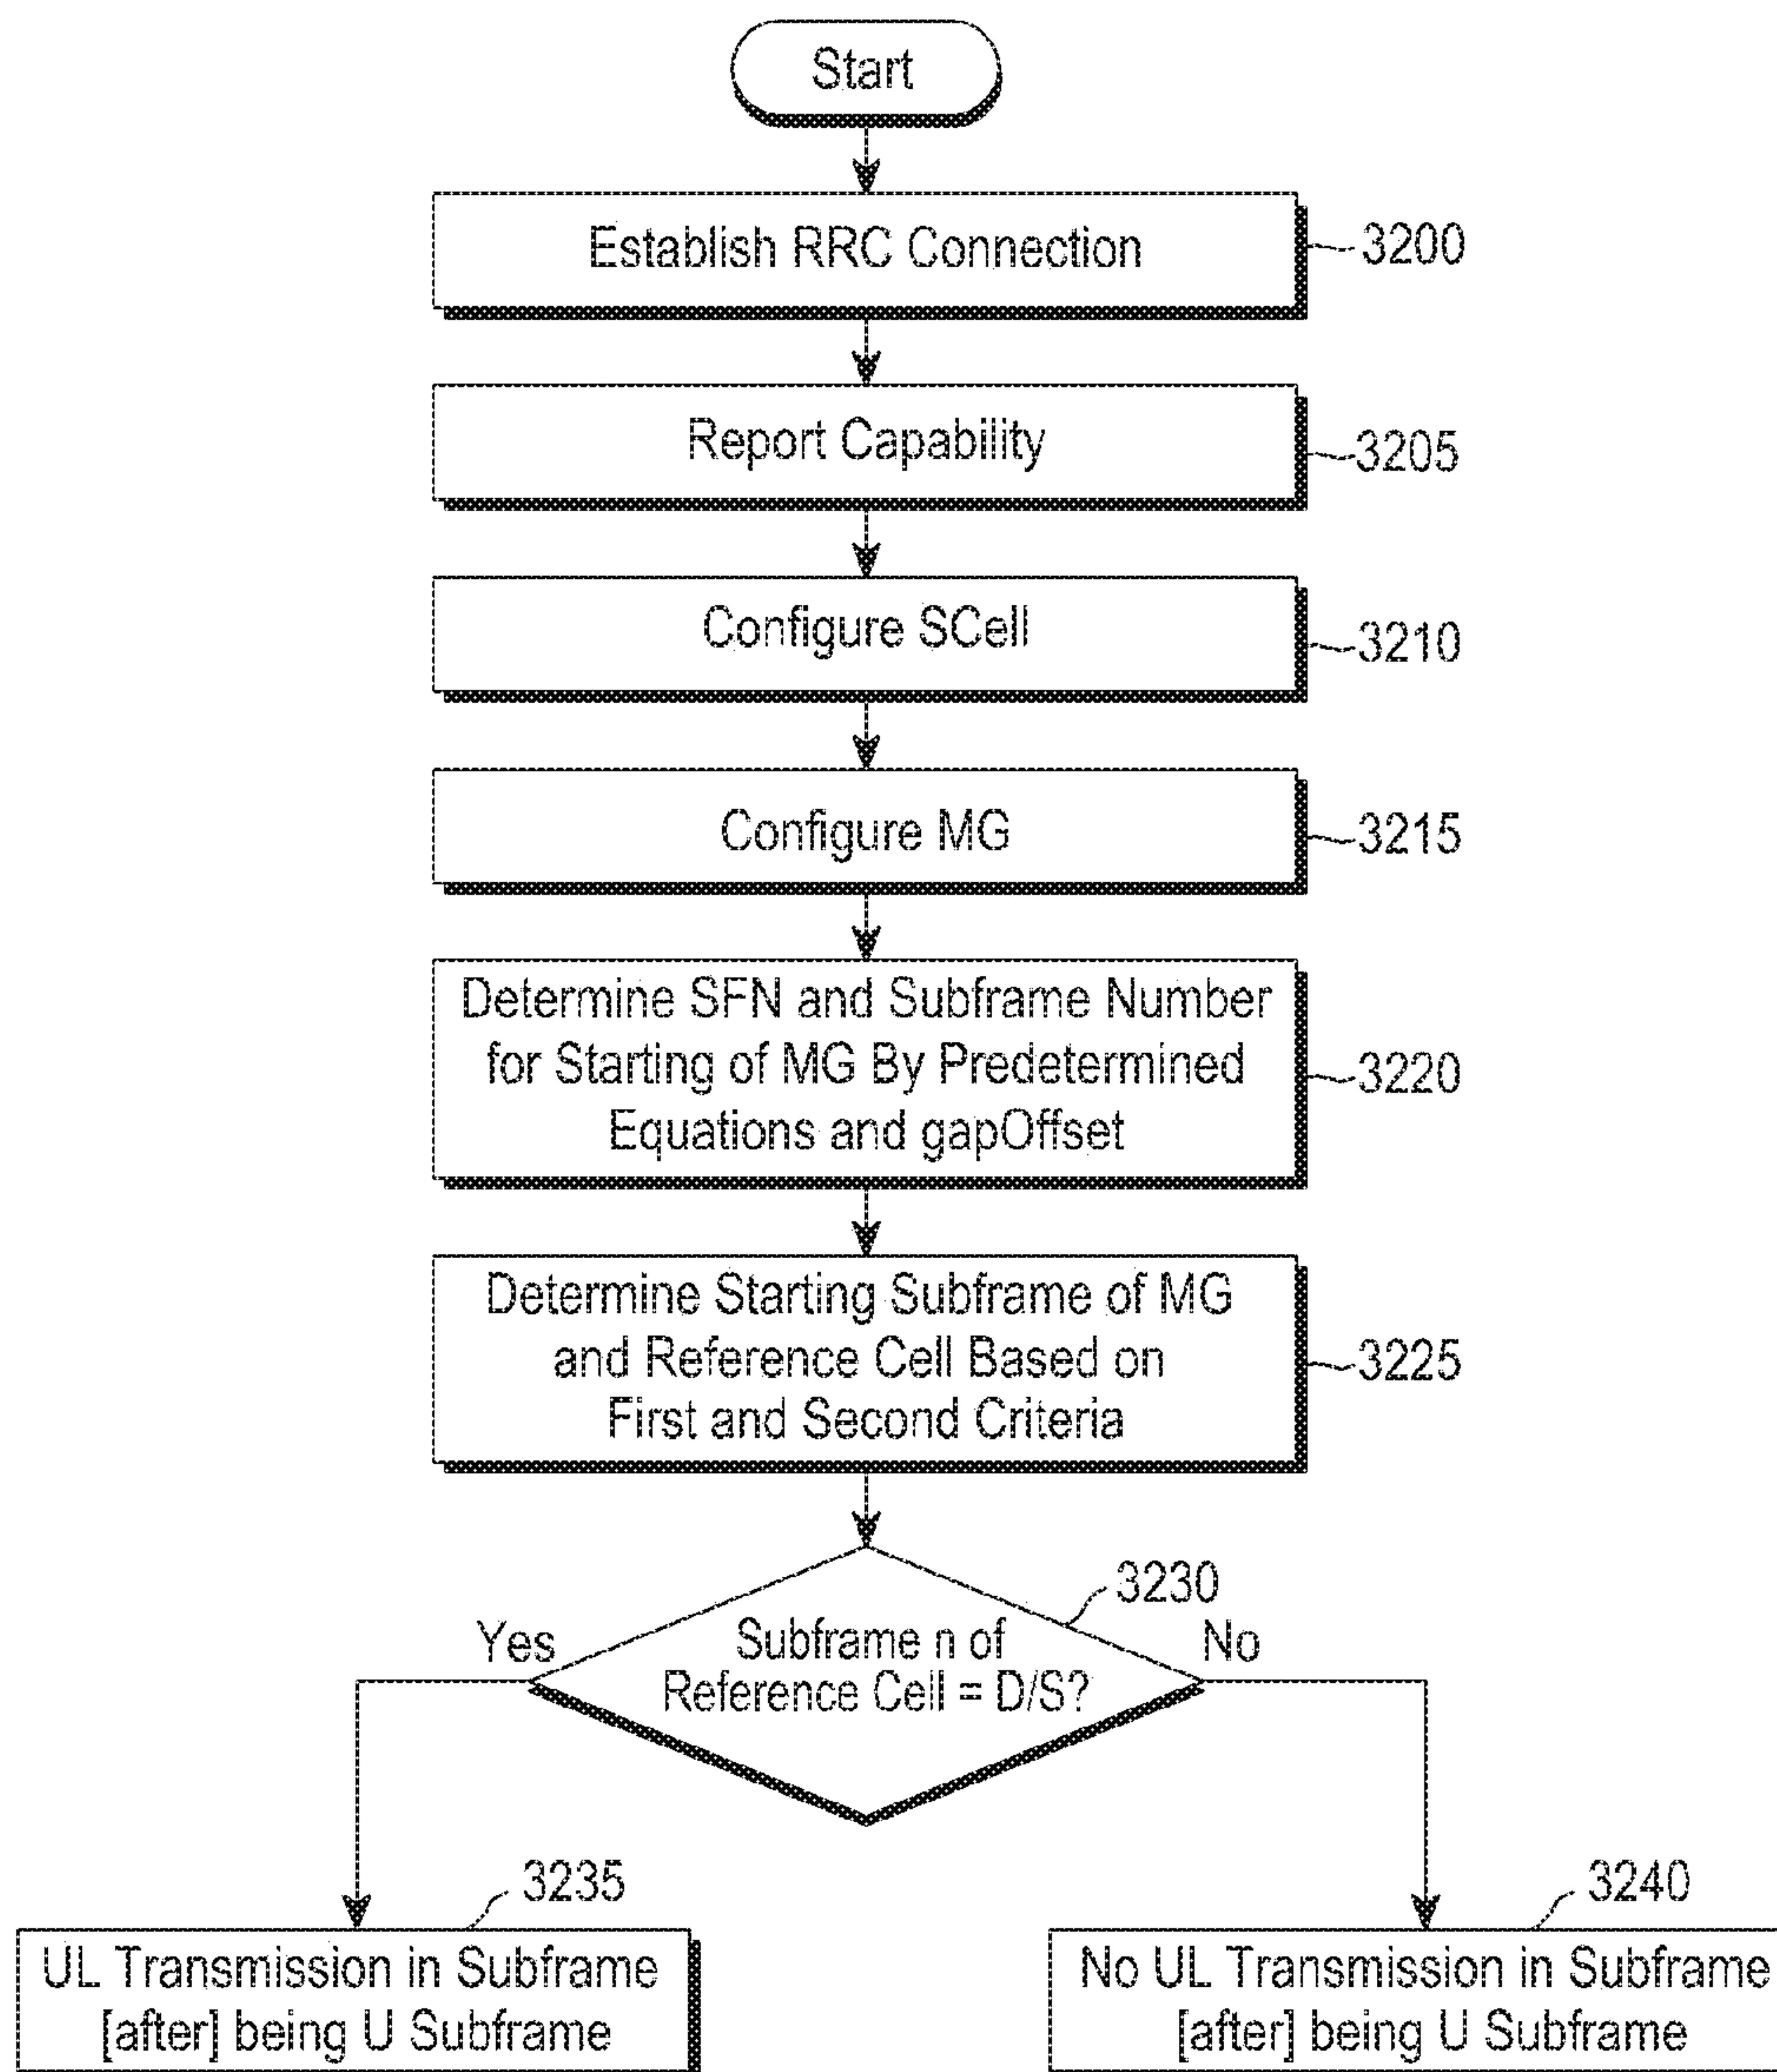 Start
Establish RRC Connection
3200
Report Capability
3205
Configure SCell
3210
Configure MG
3215
Determine SFN and Subframe Number
for Starting of MG By Predetermined
Equations and gapOffset
3220
Determine Starting Subframe of MG
and Reference Cell Based on
First and Second Criteria
3225
3230
Yes
Subframe n of
Reference Cell = D/S?
No
3235
UL Transmission in Subframe
[after] being U Subframe
3240
No UL Transmission in Subframe
[after] being U Subframe